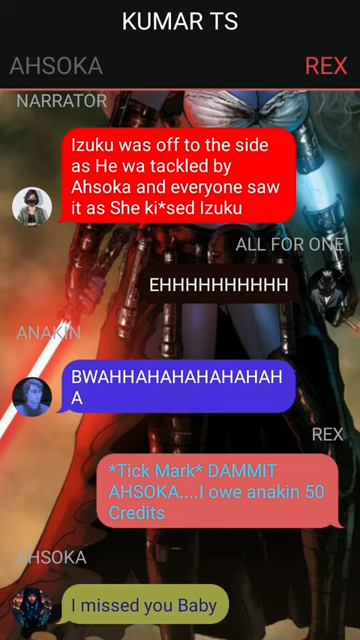 KUMAR TS
AHSOKA
REX
NARRATOR
Izuku was off to the side
as He wa tackled by
Ahsoka and everyone saw
it as She ki*sed Izuku
ALL FOR ONE
EHHHHHHHHHH
ANAKIN
BWAHHAHAHAHAHAHAH
A
REX
*Tick Mark* DAMMIT
AHSOKA....I owe anakin 50
Credits
AHSOKA
I missed you Baby